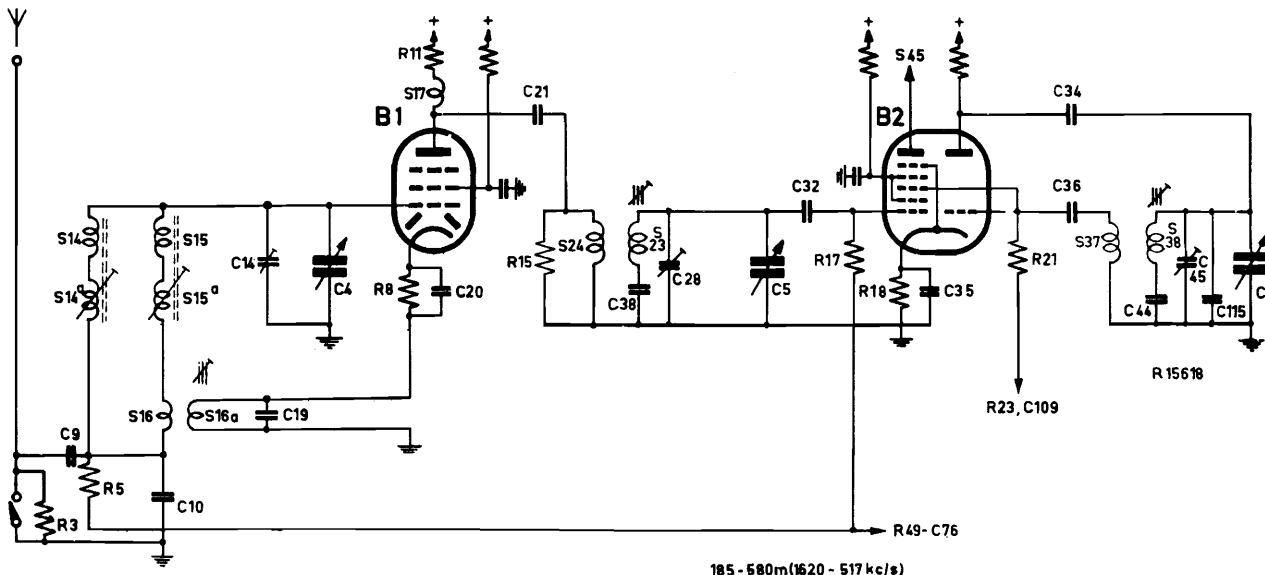 + +
R11
S17
B1
C21
+ +
S45
B2
C34
S14
S15
S14a
S15a
C14
C4
R8
C20
R15
S24
S
23
C38
C28
C5
C32
R17
R18
C35
C36
R21
S37
S
38
C44
C
45
C115
C
R15618
S16
S16a
C19
R23, C109
C9
R5
C10
R3
R49-C76
185-580m(1620-517 kc/s)